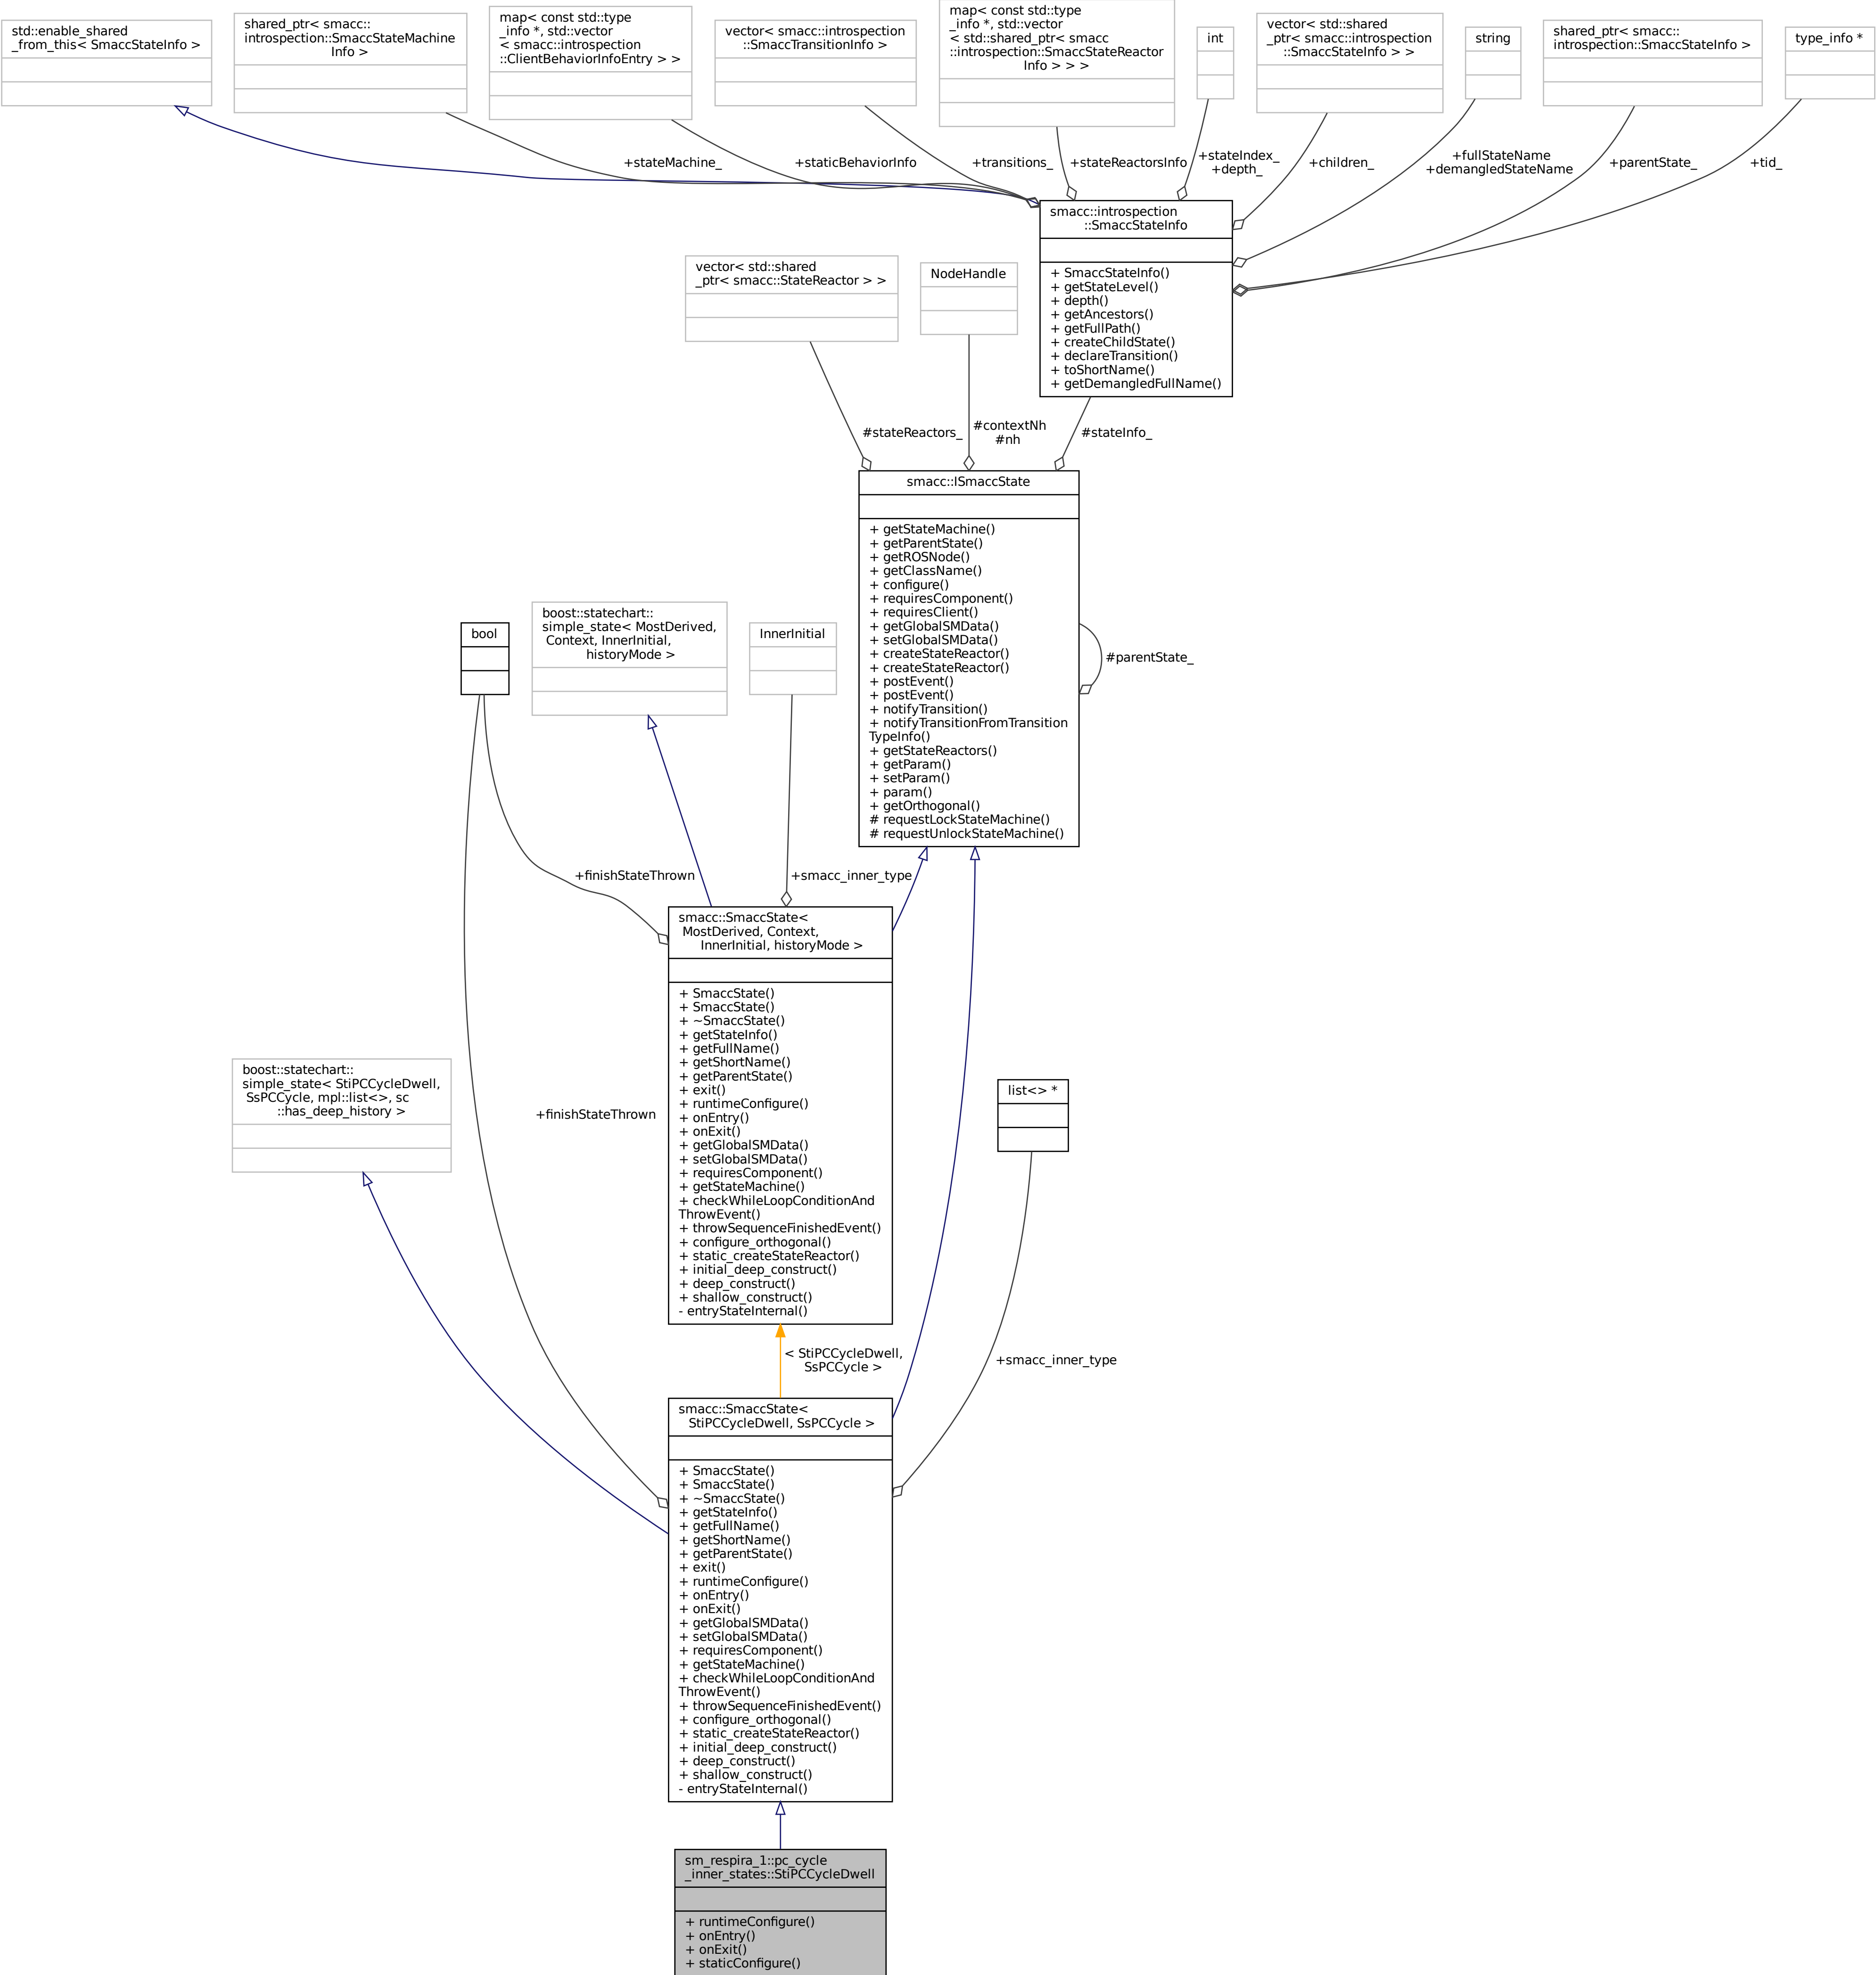 std::enable_shared
_from_this< SmaccStateInfo >
shared_ptr< smacc::
introspection::SmaccStateMachine
Info >
map< const std::type
_info *, std::vector
< smacc::introspection
::ClientBehaviorInfoEntry > >
vector< smacc::introspection
::SmaccTransitionInfo >
map< const std::type
_info *, std::vector
< std::shared_ptr< smacc
::introspection::SmaccStateReactor
Info > > >
int
vector< std::shared
_ptr< smacc::introspection
::SmaccStateInfo > >
string
shared_ptr< smacc::
introspection::SmaccStateInfo >
type_info *
+stateMachine_
+staticBehaviorInfo
+transitions_
+stateReactorsInfo
+stateIndex_
+depth_
+children_
+fullStateName
+demangledStateName
+parentState_
+tid_
smacc::introspection
::SmaccStateInfo
+ SmaccStateInfo()
+ getStateLevel()
+ depth()
+ getAncestors()
+ getFullPath()
+ createChildState()
+ declareTransition()
+ toShortName()
+ getDemangledFullName()
vector< std::shared
_ptr< smacc::StateReactor > >
NodeHandle
#stateReactors_
#contextNh
#nh
#stateInfo_
smacc::ISmaccState
+ getStateMachine()
+ getParentState()
+ getROSNode()
+ getClassName()
+ configure()
+ requiresComponent()
+ requiresClient()
+ getGlobalSMData()
+ setGlobalSMData()
+ createStateReactor()
+ createStateReactor()
+ postEvent()
+ postEvent()
+ notifyTransition()
+ notifyTransitionFromTransition
TypeInfo()
+ getStateReactors()
+ getParam()
+ setParam()
+ param()
+ getOrthogonal()
# requestLockStateMachine()
# requestUnlockStateMachine()
#parentState_
bool
boost::statechart::
simple_state< MostDerived,
Context, InnerInitial,
historyMode >
InnerInitial
+finishStateThrown
+smacc_inner_type
smacc::SmaccState<
MostDerived, Context,
InnerInitial, historyMode >
+ SmaccState()
+ SmaccState()
+ ~SmaccState()
+ getStateInfo()
+ getFullName()
+ getShortName()
+ getParentState()
+ exit()
+ runtimeConfigure()
+ onEntry()
+ onExit()
+ getGlobalSMData()
+ setGlobalSMData()
+ requiresComponent()
+ getStateMachine()
+ checkWhileLoopConditionAnd
ThrowEvent()
+ throwSequenceFinishedEvent()
+ configure_orthogonal()
+ static_createStateReactor()
+ initial_deep_construct()
+ deep_construct()
+ shallow_construct()
- entryStateInternal()
boost::statechart::
simple_state< StiPCCycleDwell,
SsPCCycle, mpl::list<>, sc
::has_deep_history >
+finishStateThrown
list<> *
< StiPCCycleDwell,
SsPCCycle >
+smacc_inner_type
smacc::SmaccState<
StiPCCycleDwell, SsPCCycle >
+ SmaccState()
+ SmaccState()
+ ~SmaccState()
+ getStateInfo()
+ getFullName()
+ getShortName()
+ getParentState()
+ exit()
+ runtimeConfigure()
+ onEntry()
+ onExit()
+ getGlobalSMData()
+ setGlobalSMData()
+ requiresComponent()
+ getStateMachine()
+ checkWhileLoopConditionAnd
ThrowEvent()
+ throwSequenceFinishedEvent()
+ configure_orthogonal()
+ static_createStateReactor()
+ initial_deep_construct()
+ deep_construct()
+ shallow_construct()
- entryStateInternal()
sm_respira_1::pc_cycle
_inner_states::StiPCCycleDwell
+ runtimeConfigure()
+ onEntry()
+ onExit()
+ staticConfigure()